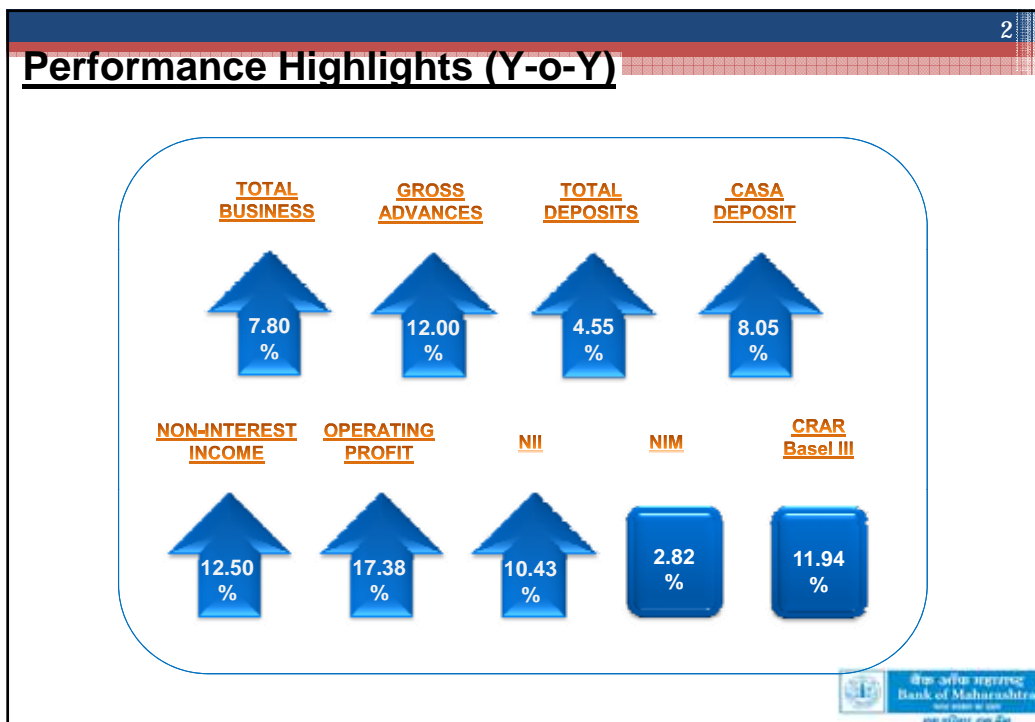 2
Performance Highlights (Y-o-Y)
TOTAL
BUSINESS
GROSS
ADVANCES
TOTAL
DEPOSITS
CASA
DEPOSIT
7.80
%
12.00
%
4.55
%
8.05
%
NON-INTEREST
INCOME
OPERATING
PROFIT
NII
NIM
CRAR
Basel III
12.50
%
17.38
%
10.43
%
2.82
%
11.94
%
बैंक ऑफ महाराष्ट्र
Bank of Maharashtra